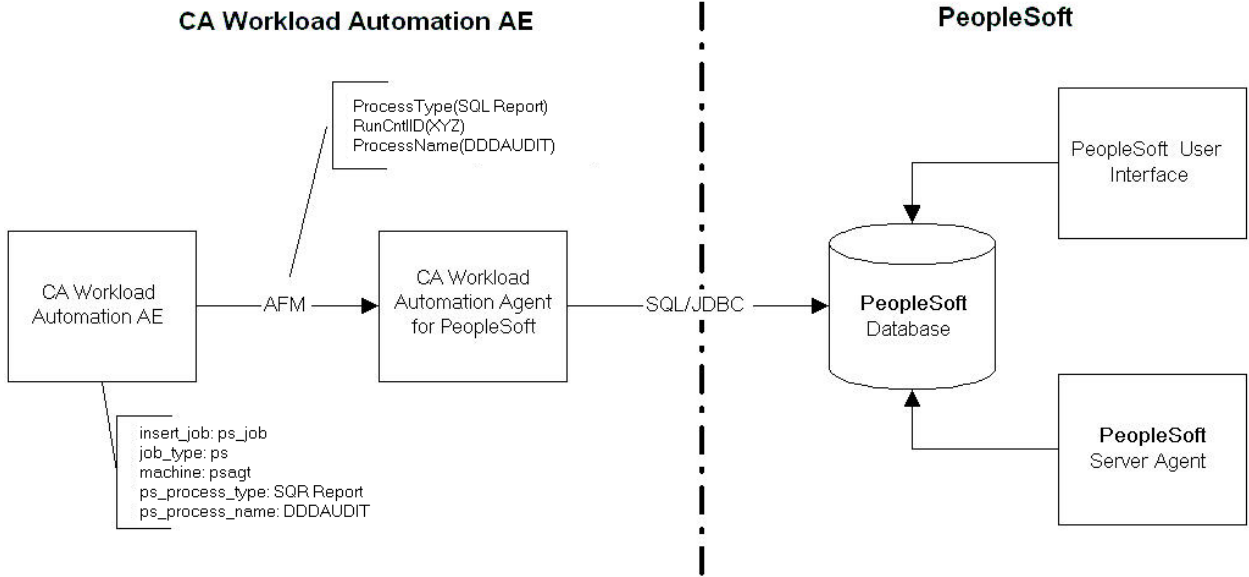 CA Workload Automation AE
PeopleSoft
ProcessType(SQL Report)
RunCntlID(XYZ)
ProcessName(DDDAUDIT)
PeopleSoft User
Interface
CA Workload
Automation AE
AFM
CA Workload
Automation Agent
for PeopleSoft
SQL/JDBC
PeopleSoft
Database
insert_job: ps_job
job_type: ps
machine: psagt
ps_process_type: SQR Report
ps_process_name: DDDAUDIT
PeopleSoft
Server Agent